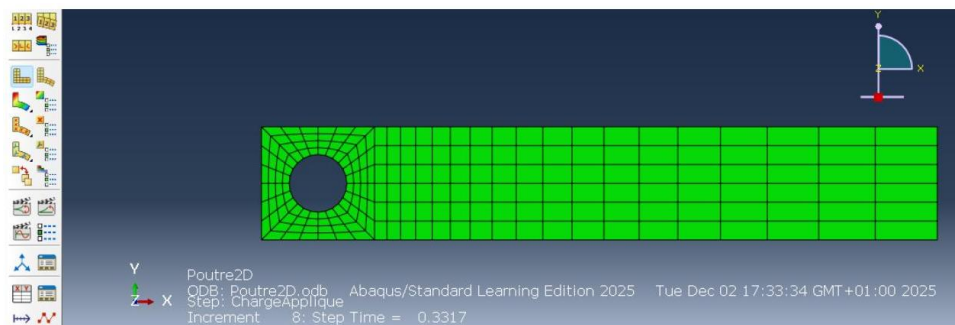 Y
Z X
Y
Z X
Poutre2D
ODB: Poutre2D.odb Abaqus/Standard Learning Edition 2025 Tue Dec 02 17:33:34 GMT+01:00 2025
Step: ChargeApplique
Increment 8: Step Time = 0.3317